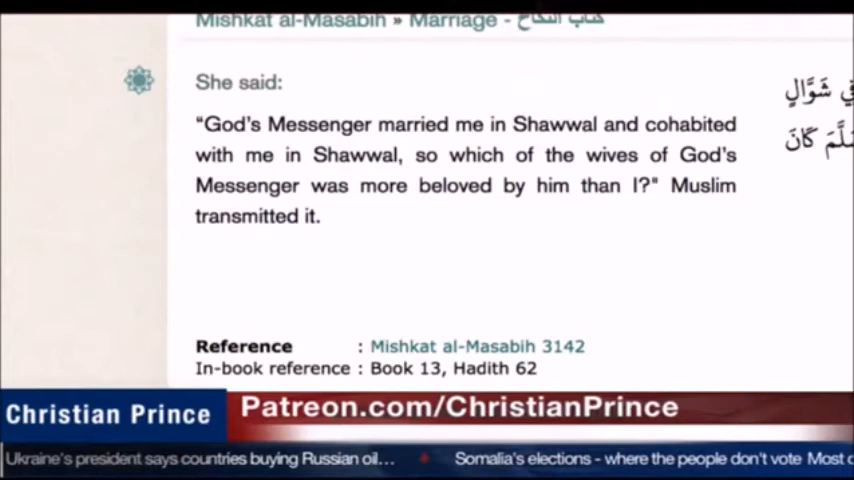 Mishkat al-Masabih » Marriage - كتاب النكاح
She said:
"God's Messenger married me in Shawwal and cohabited
with me in Shawwal, so which of the wives of God's
Messenger was more beloved by him than I?" Muslim
transmitted it.
شَوَّالٍ
كَانَ
Reference : Mishkat al-Masabih 3142
In-book reference : Book 13, Hadith 62
Christian Prince
Patreon.com/ChristianPrince
Ukraine's president says countries buying Russian oil... Somalia's elections - where the people don't vote Most